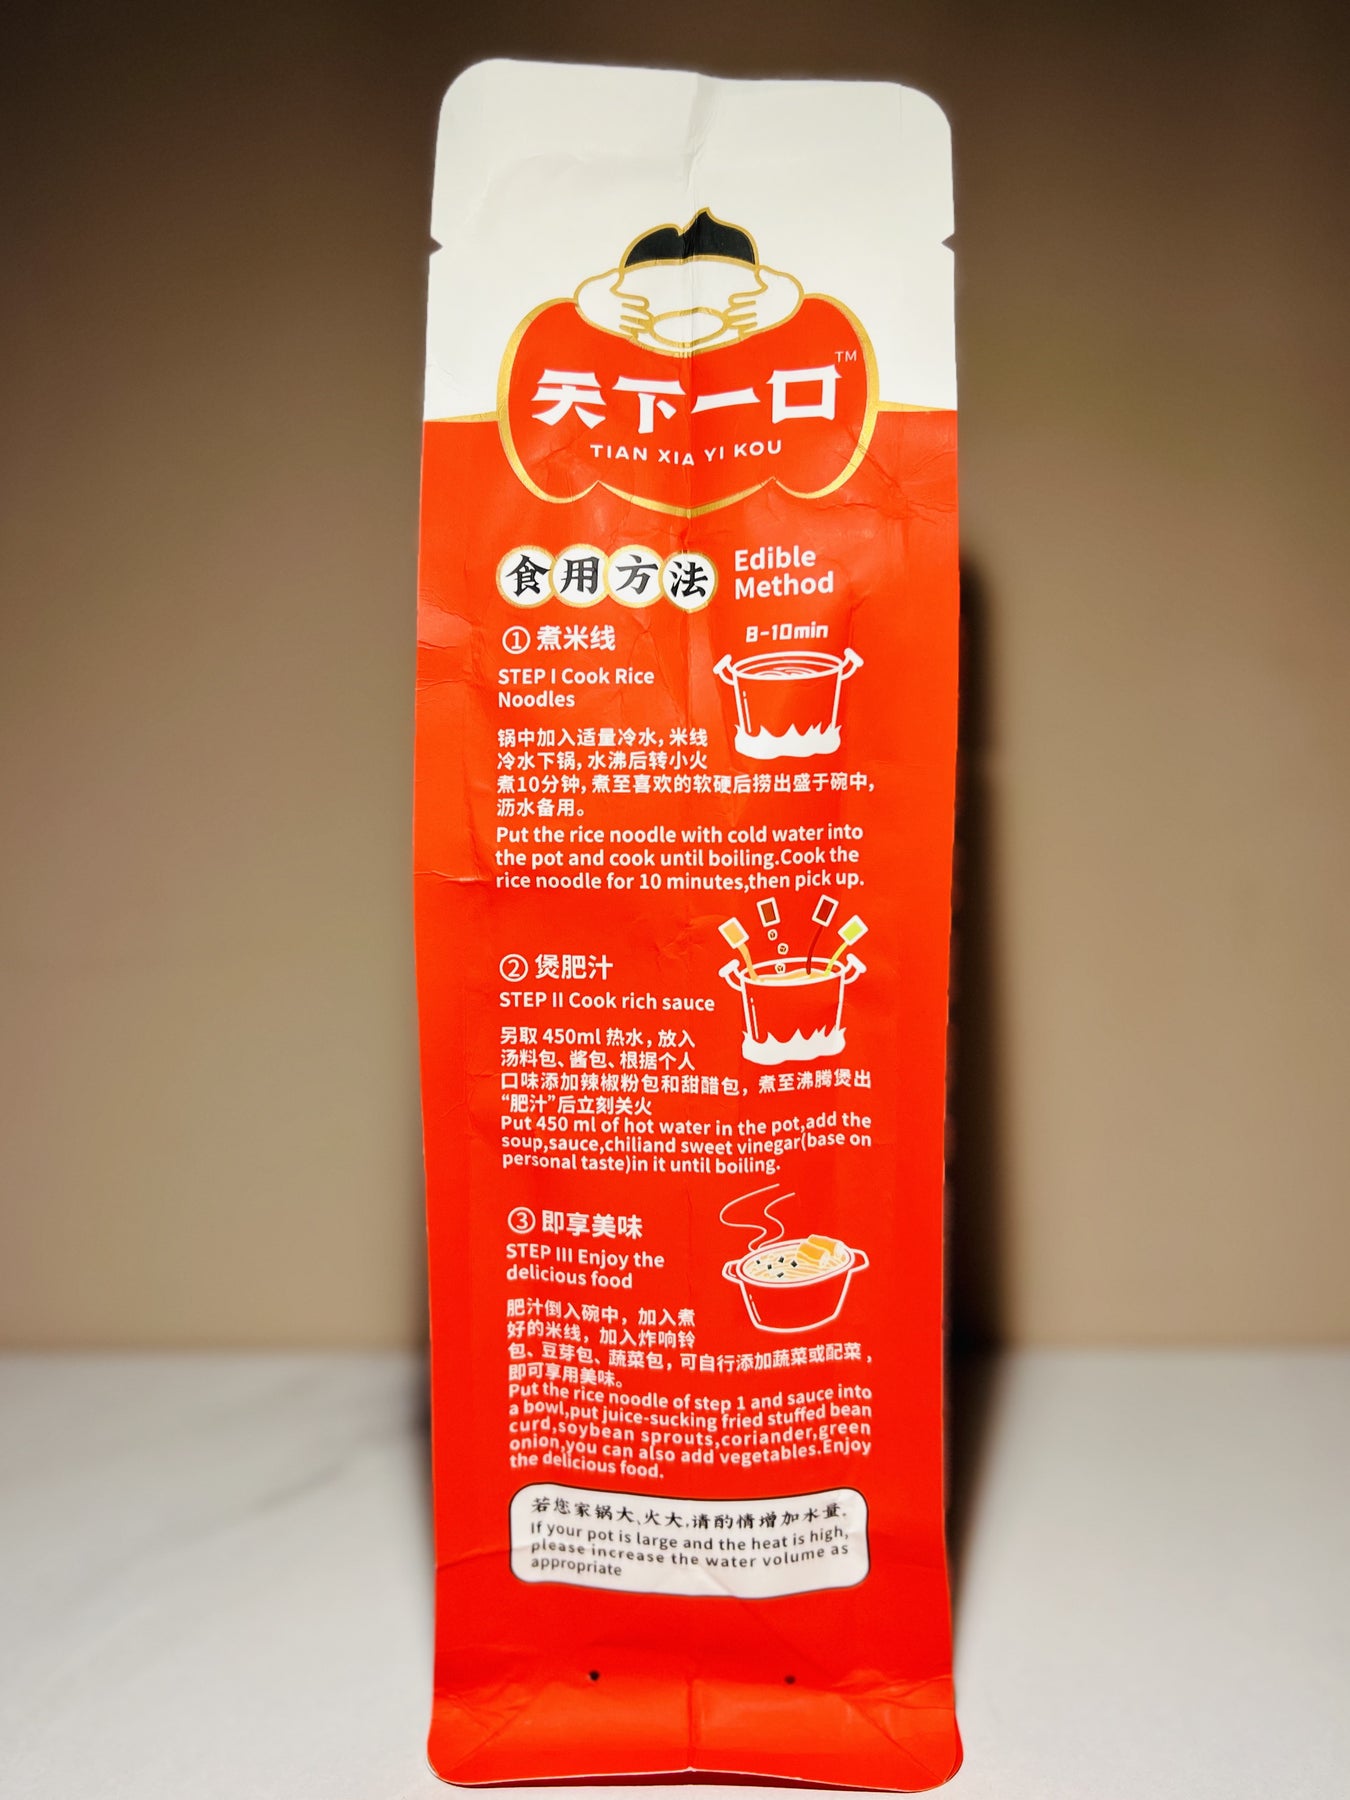 天下一口™
TIAN XIA YI KOU
食用方法
Edible
Method
① 煮米线
8-10min
STEP I Cook Rice
Noodles
锅中加入适量冷水，米线
冷水下锅，水沸后转小火
煮10分钟，煮至喜欢的软硬后捞出盛于碗中，
沥水备用。
Put the rice noodle with cold water into
the pot and cook until boiling.Cook the
rice noodle for 10 minutes,then pick up.
② 煲肥汁
STEP II Cook rich sauce
另取 450ml 热水，放入
汤料包、酱包、根据个人
口味添加辣椒粉包和甜醋包，煮至沸腾煲出
“肥汁”后立刻关火
Put 450 ml of hot water in the pot,add the
soup,sauce,chiliand sweet vinegar(base on
personal taste)in it until boiling.
③ 即享美味
STEP III Enjoy the
delicious food
肥汁倒入碗中，加入煮
好的米线，加入炸响铃
包、豆芽包、蔬菜包，可自行添加蔬菜或配菜，
即可享用美味。
Put the rice noodle of step 1 and sauce into
a bowl,put juice-sucking fried stuffed bean
curd,soybean sprouts,coriander,green
onion,you can also add vegetables.Enjoy
the delicious food.
若您家锅大、火大，请酌情增加水量.
If your pot is large and the heat is high,
please increase the water volume as
appropriate